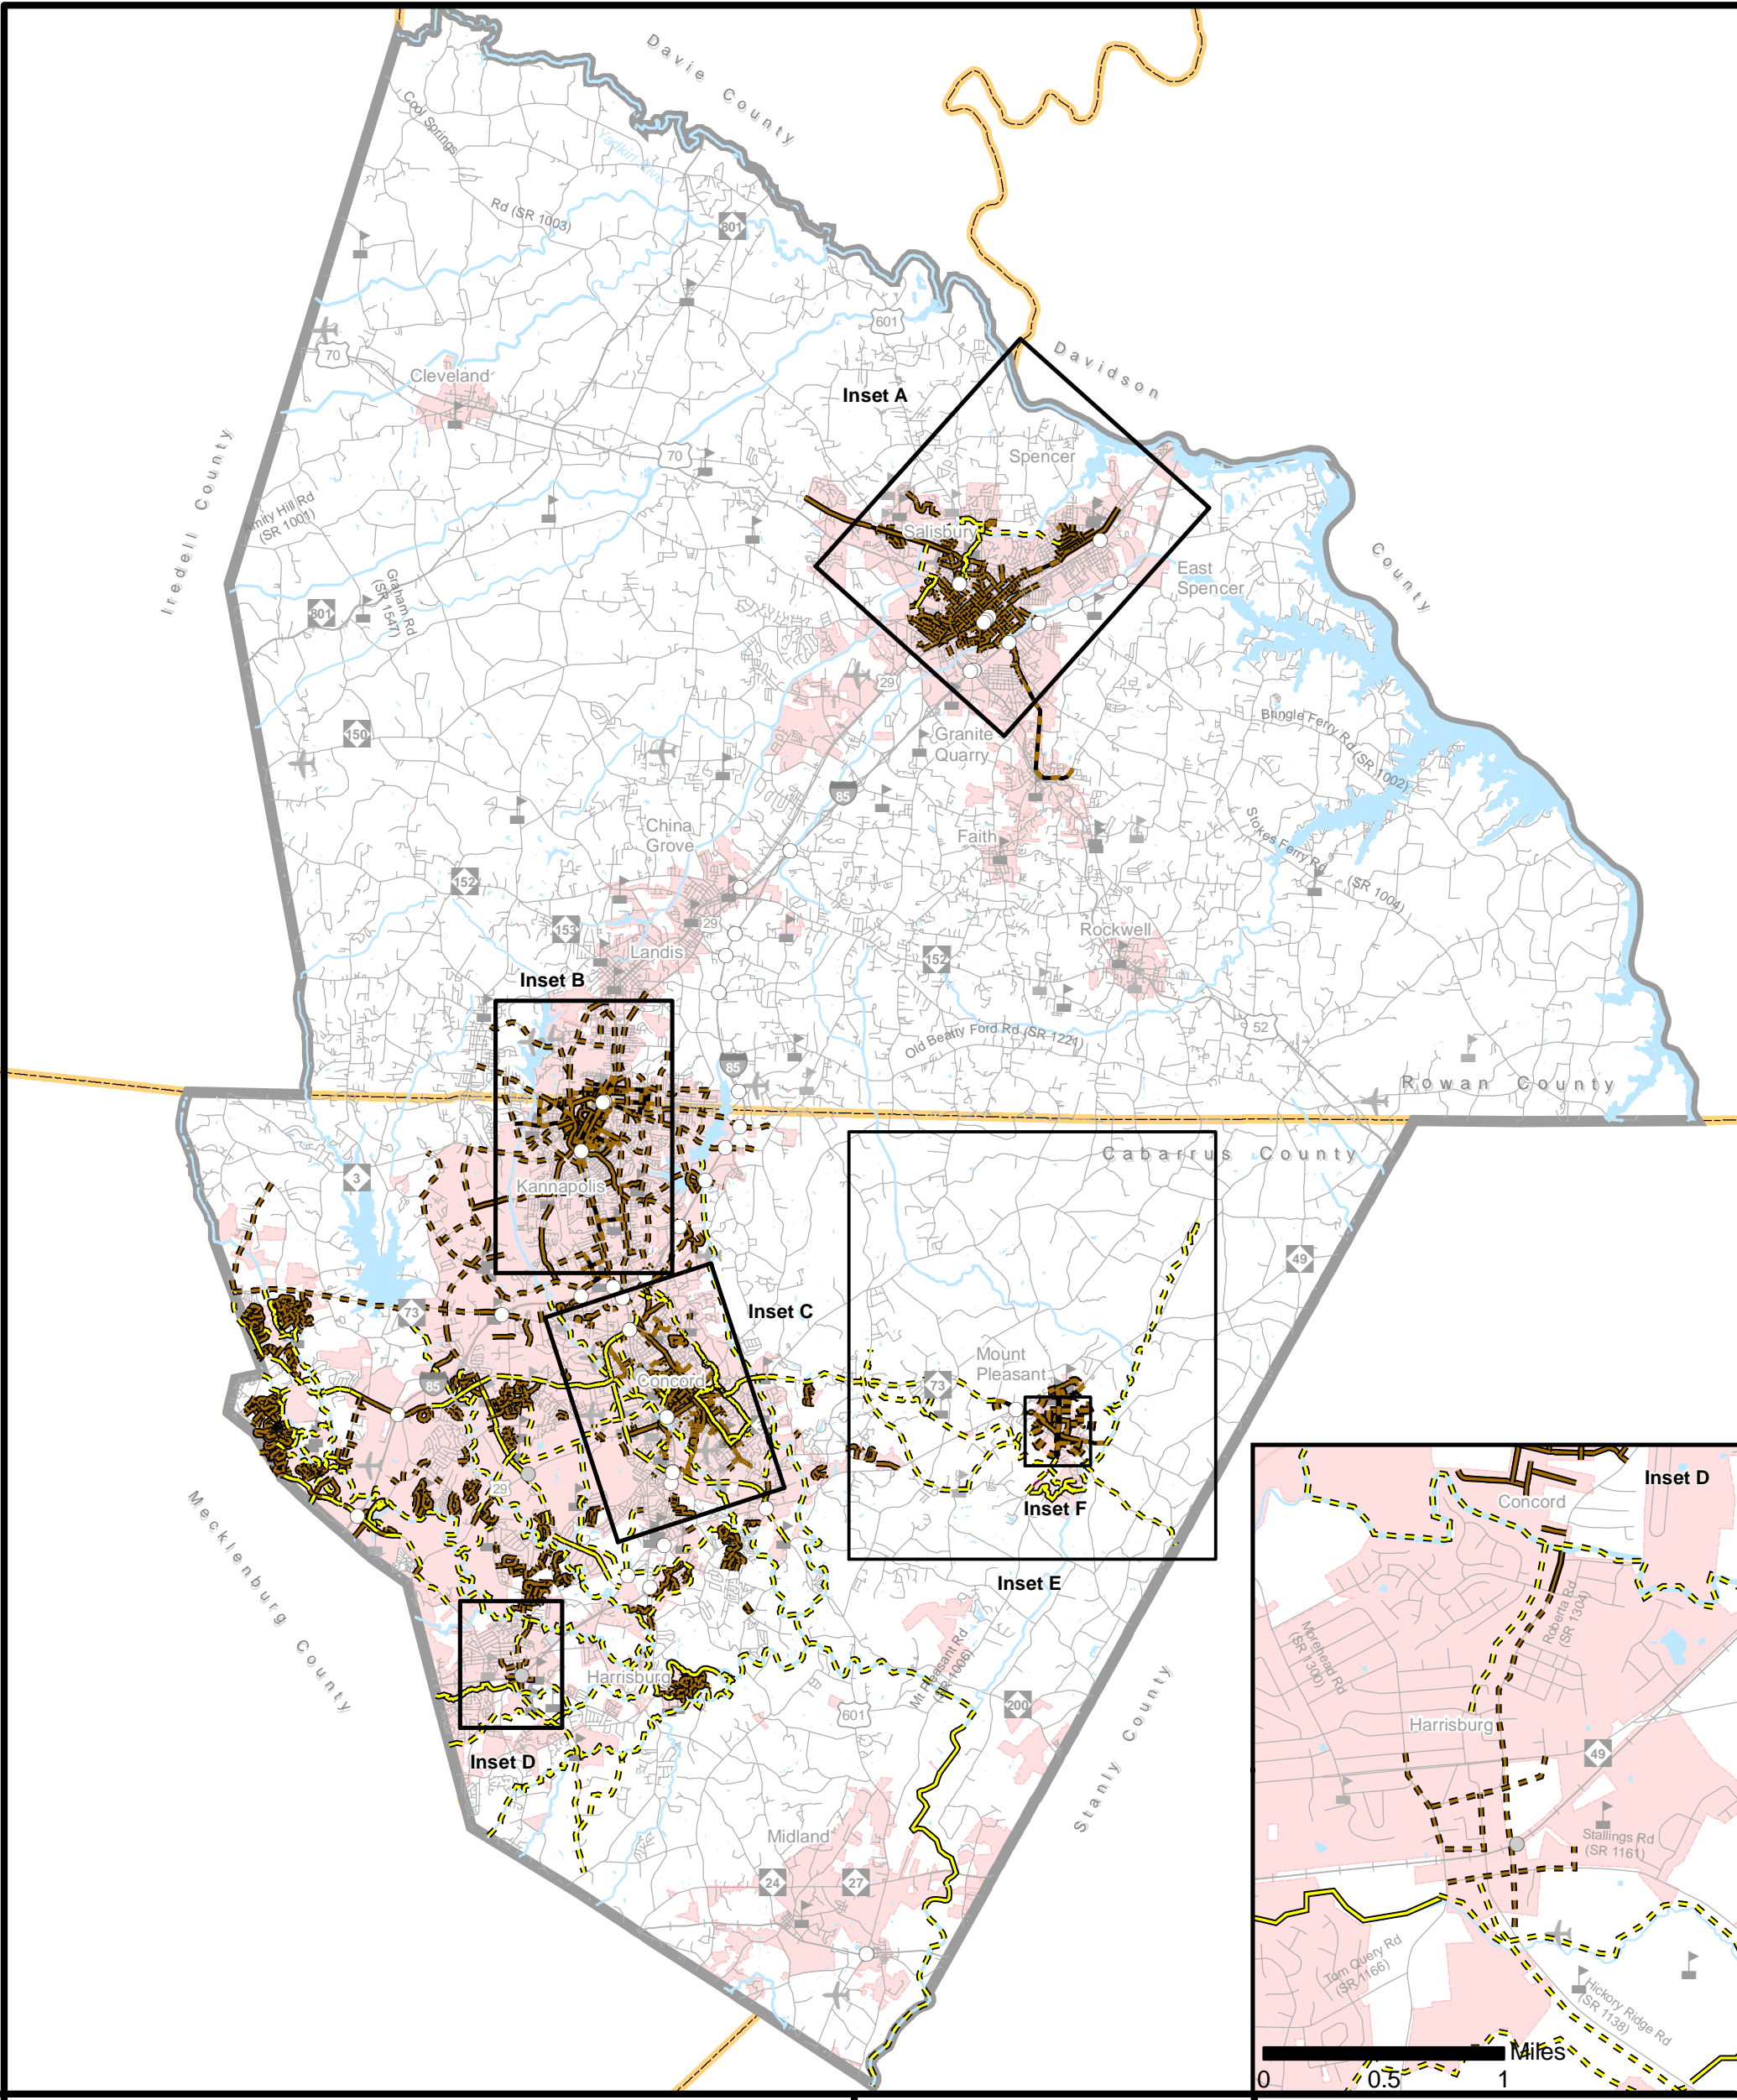 Davie County
Cool Springs
Yadkin River
Rd (SR 1003)
801
601
70
Davidson
Cleveland
Inset A
Spencer
70
Iredell County
Amity Hill Rd
(SR 1001)
Salisbury
County
East
Spencer
Graham Rd
(SR 1547)
801
29
Bringle Ferry Rd (SR 1002)
150
Granite
Quarry
85
Stokes Ferry Rd
(SR 1004)
China
Grove
Faith
152
153
29
Rockwell
Landis
152
Inset B
52
Old Beatty Ford Rd (SR 1221)
85
Rowan County
Cabarrus County
3
Kannapolis
49
73
Inset C
Mount
Pleasant
73
85
Concord
Inset D
Concord
29
Inset F
Mecklenburg County
Inset E
Roberta Rd
(SR 1304)
Morehead Rd
(SR 1300)
Harrisburg
Mt Pleasant Rd
(SR 1006)
601
200
Stanly County
Harrisburg
49
Inset D
Midland
Stallings Rd
(SR 1161)
24
27
Tom Query Rd
(SR 1166)
Hickory Ridge Rd
(SR 1138)
Miles
0 0.5 1